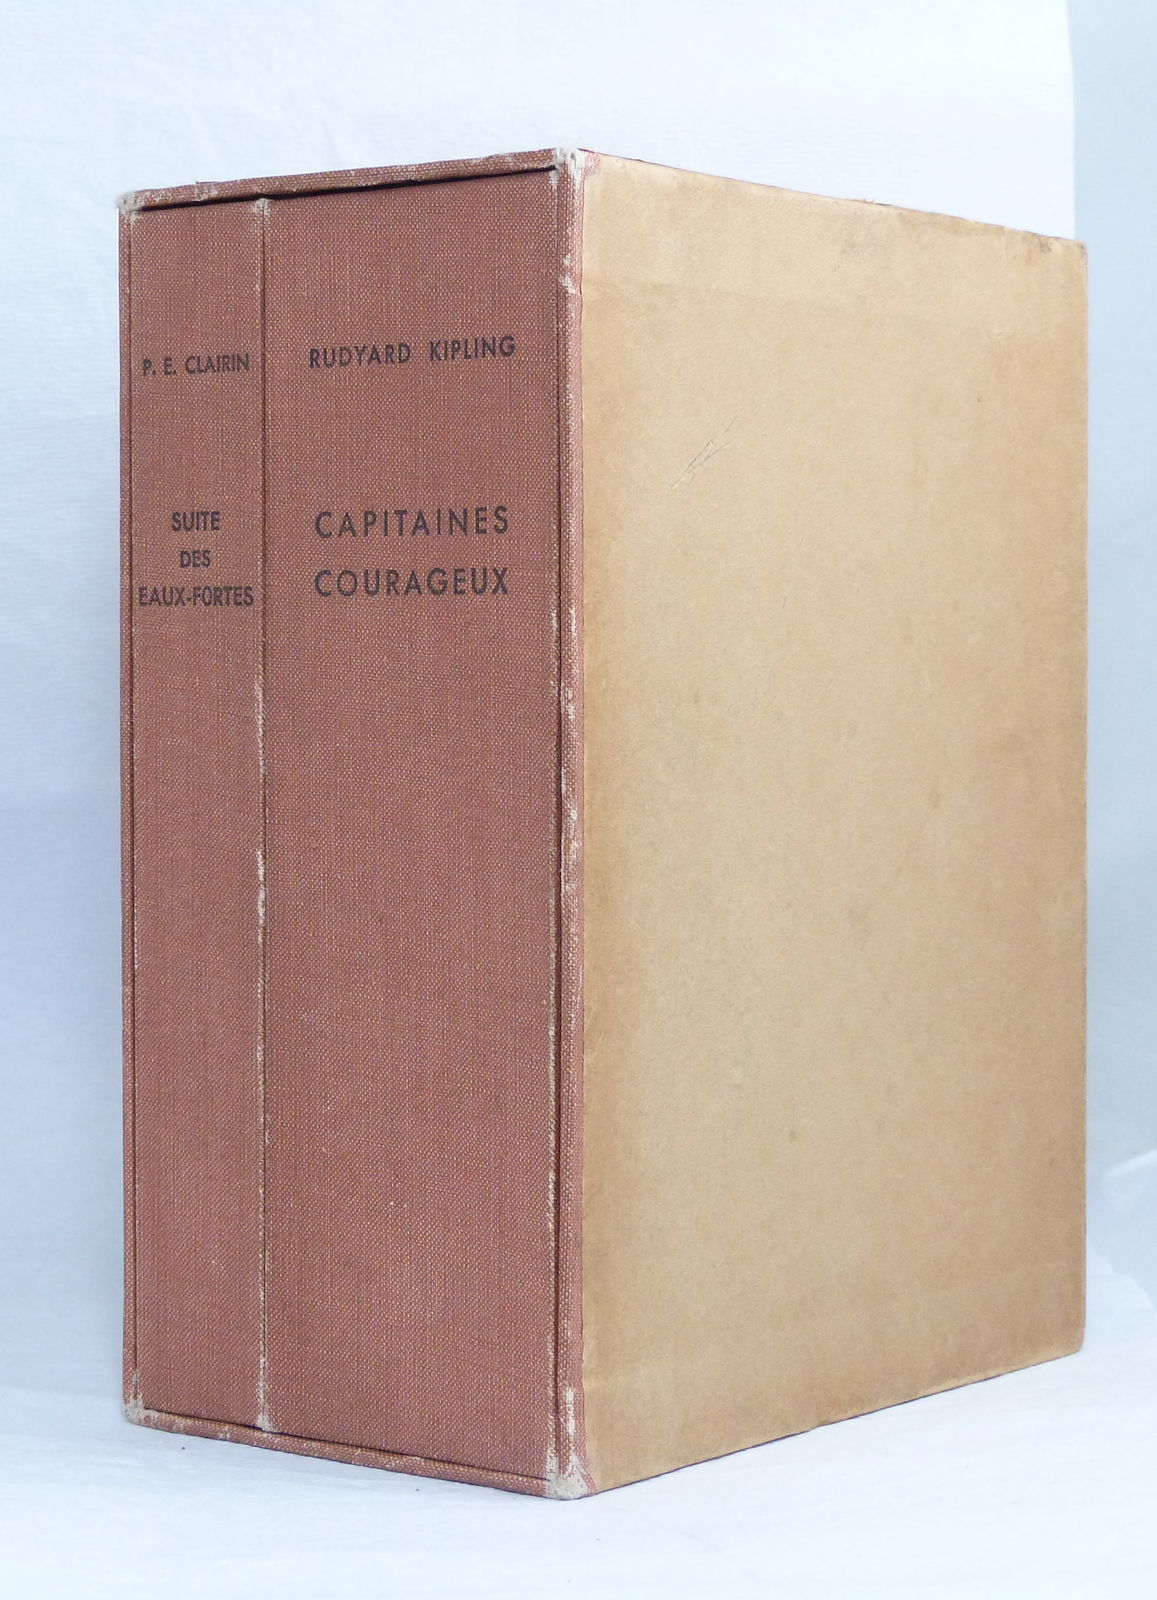 P. E. CLAIRIN
SUITE
DES
EAUX-FORTES
RUDYARD KIPLING
CAPITAINES
COURAGEUX